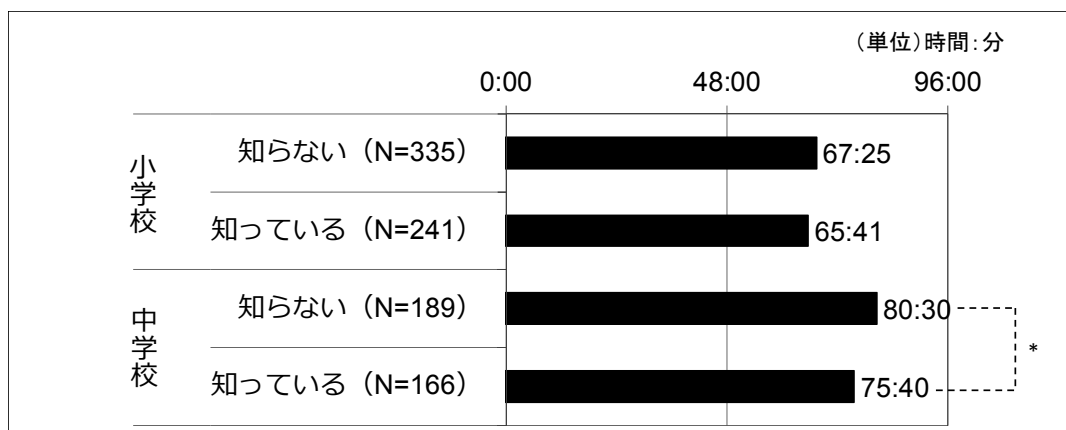 （単位）時間：分
0:00 48:00 96:00
小学校
知らない（N=335） 67:25
知っている（N=241） 65:41
中学校
知らない（N=189） 80:30
*
知っている（N=166） 75:40